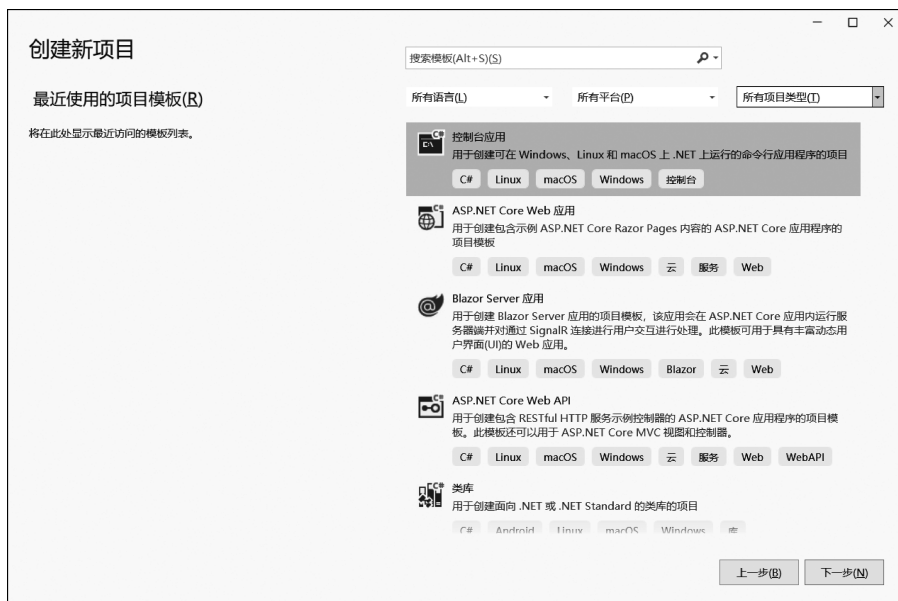 创建新项目
搜索模板(Alt+S)(S)
最近使用的项目模板(R)
所有语言(L)
所有平台(P)
所有项目类型(T)
将在此处显示最近访问的模板列表。
控制台应用
用于创建可在 Windows、Linux 和 macOS 上 .NET 上运行的命令行应用程序的项目
C# Linux macOS Windows 控制台
ASP.NET Core Web 应用
用于创建包含示例 ASP.NET Core Razor Pages 内容的 ASP.NET Core 应用程序的
项目模板
C# Linux macOS Windows 云 服务 Web
Blazor Server 应用
用于创建 Blazor Server 应用的项目模板，该应用会在 ASP.NET Core 应用内运行服
务器端并对通过 SignalR 连接进行用户交互进行处理。此模板可用于具有丰富动态用
户界面(UI)的 Web 应用。
C# Linux macOS Windows Blazor 云 Web
ASP.NET Core Web API
用于创建包含 RESTful HTTP 服务示例控制器的 ASP.NET Core 应用程序的项目模
板。此模板还可以用于 ASP.NET Core MVC 视图和控制器。
C# Linux macOS Windows 云 服务 Web WebAPI
类库
用于创建面向 .NET 或 .NET Standard 的类库的项目
C# Android Linux macOS Windows 库
上一步(B)
下一步(N)